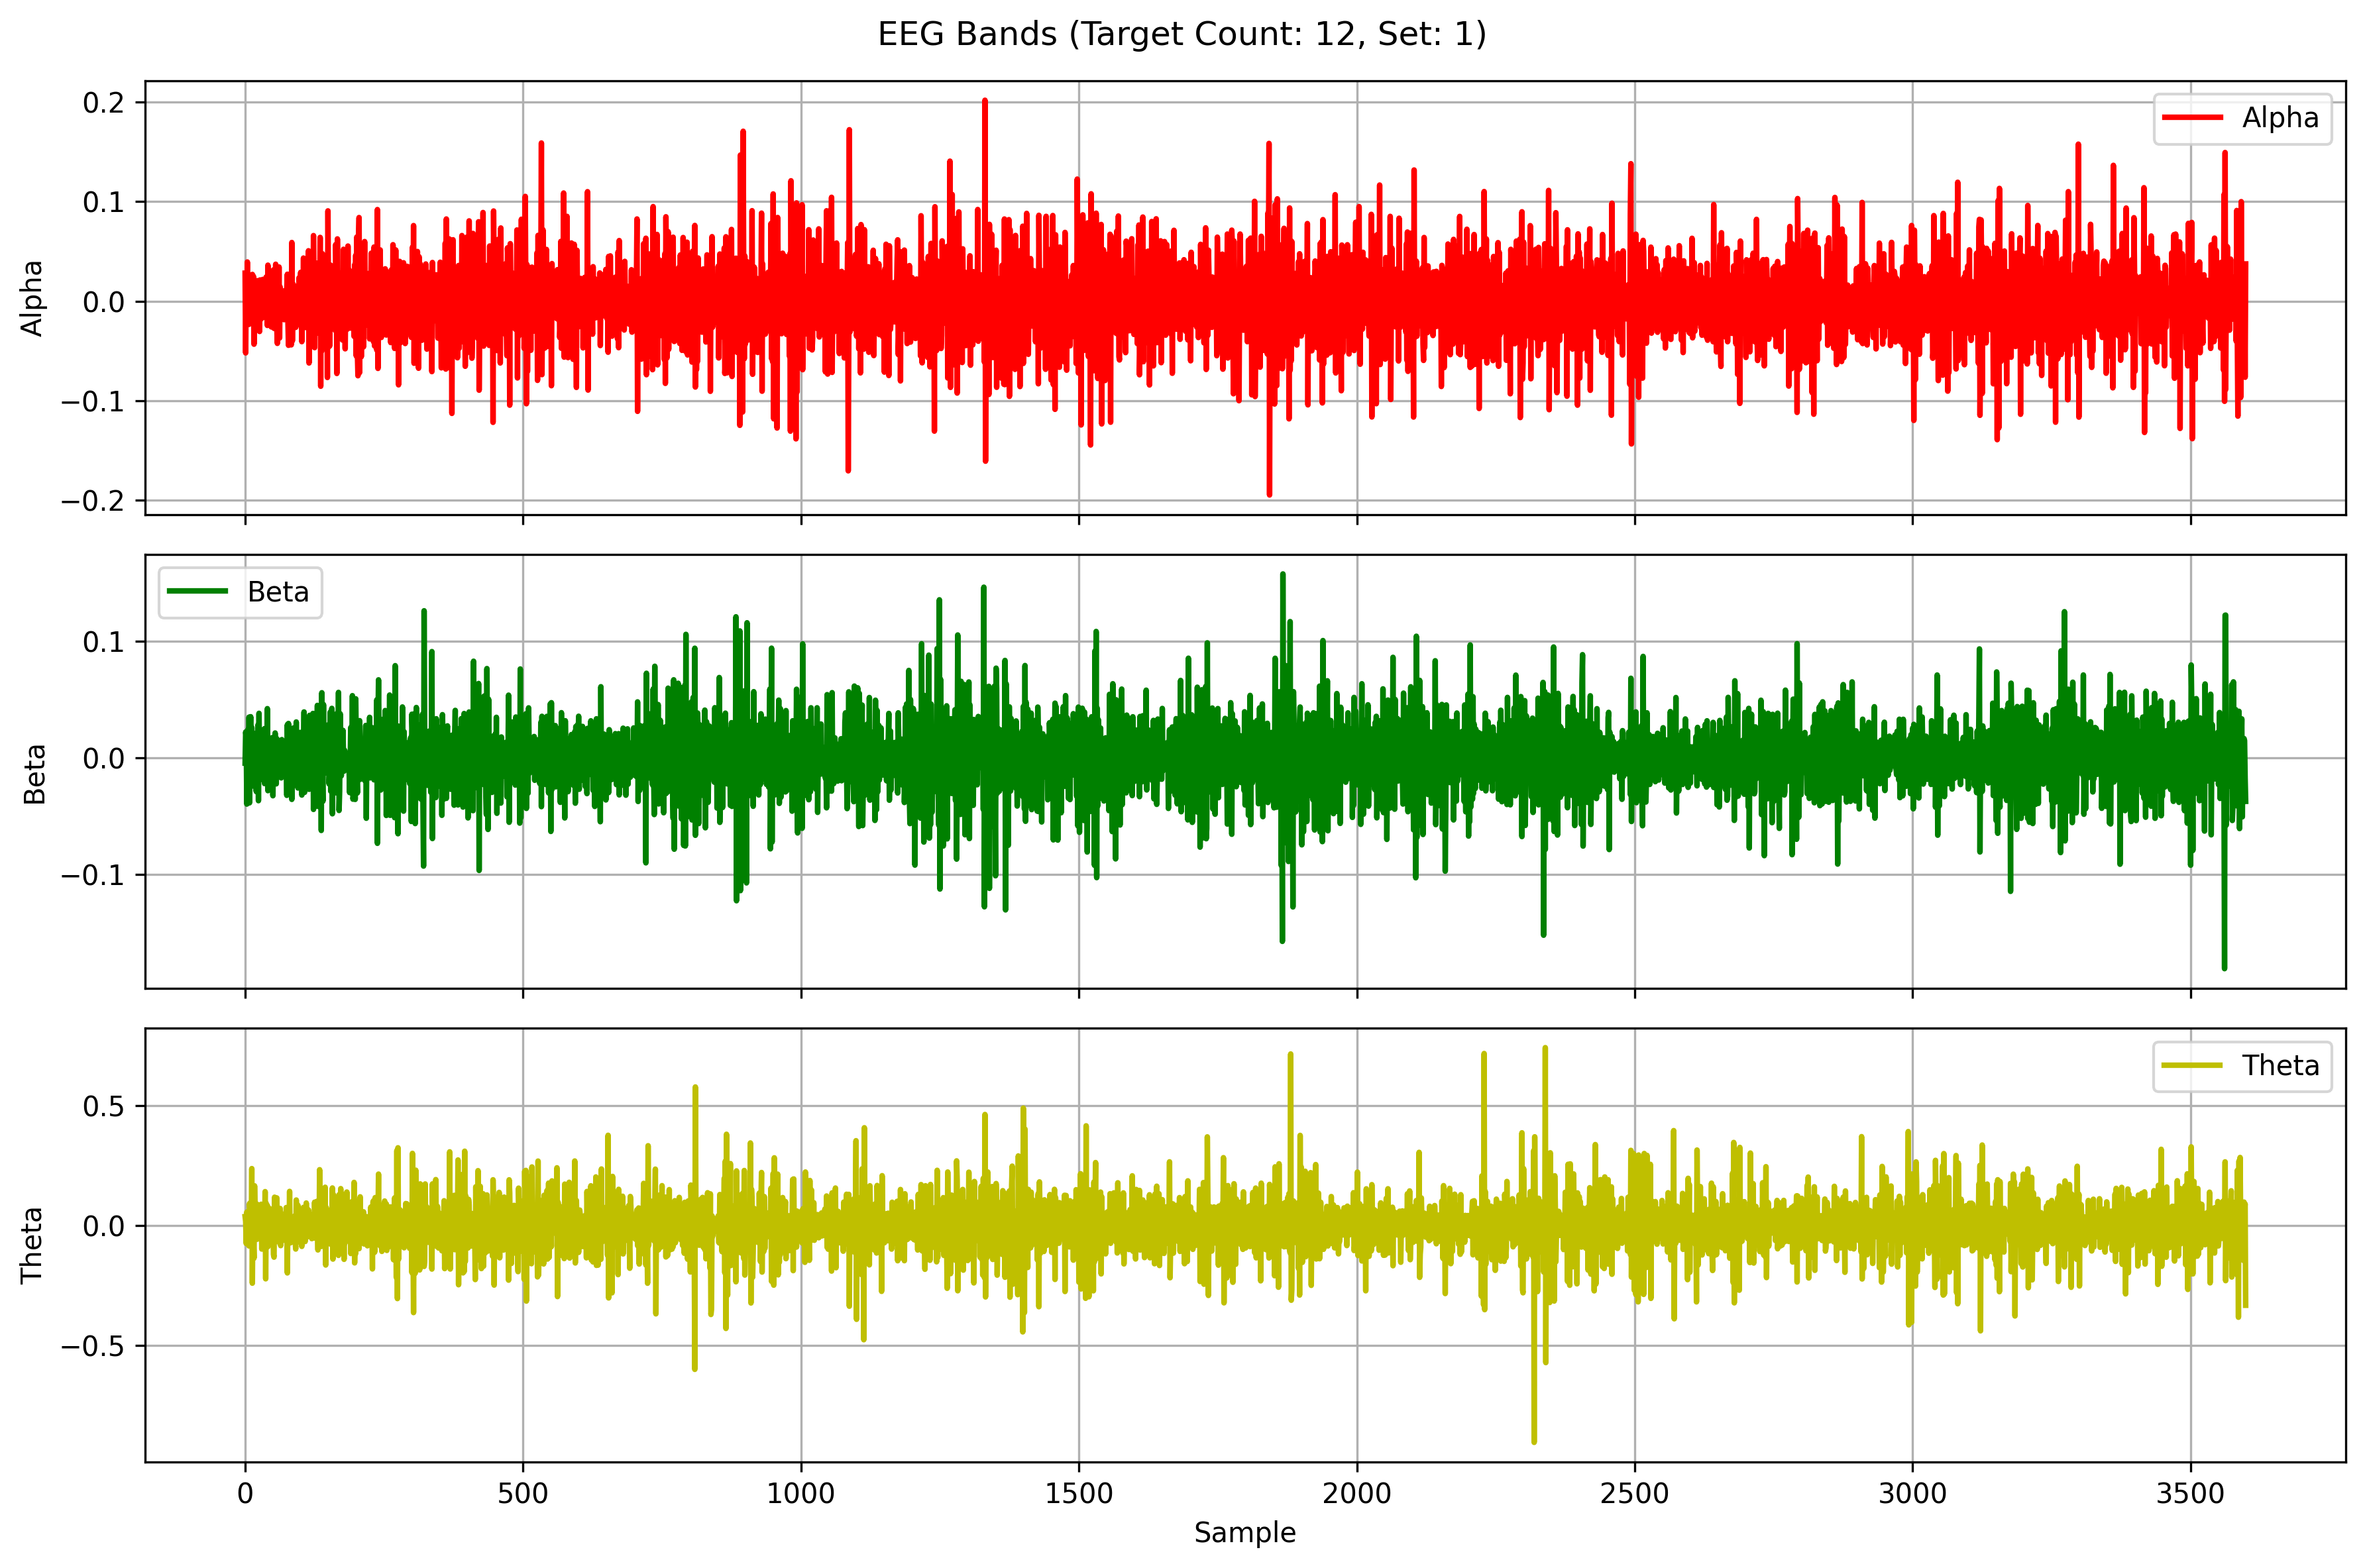 EEG Bands (Target Count: 12, Set: 1)
0.2
0.1
0.0
−0.1
−0.2
Alpha
Alpha
0.1
0.0
−0.1
Beta
Beta
0.5
0.0
−0.5
Theta
Theta
0 500 1000 1500 2000 2500 3000 3500
Sample